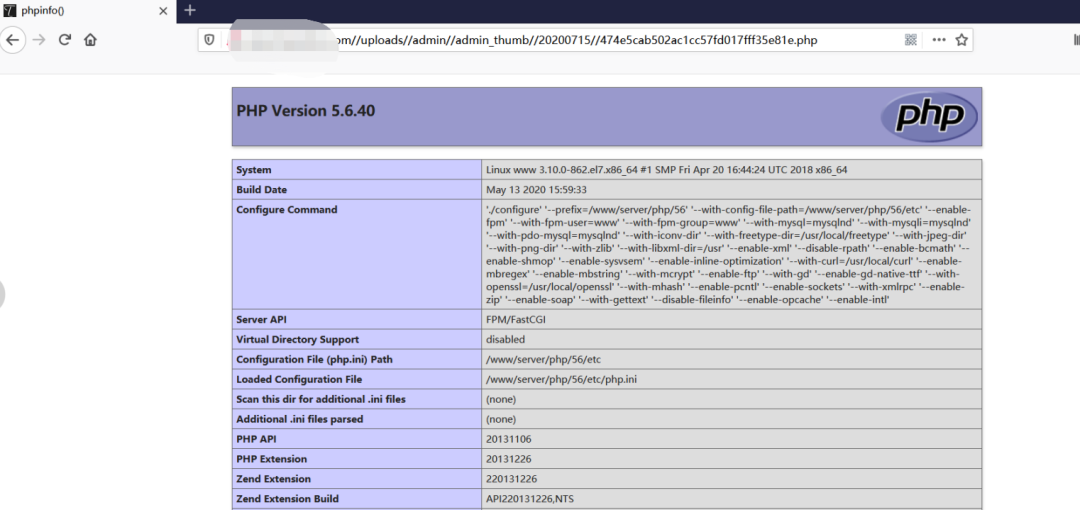 phpinfo()
om//uploads//admin//admin_thumb//20200715//474e5cab502ac1cc57fd017fff35e81e.php
PHP Version 5.6.40
php
System Linux www 3.10.0-862.el7.x86_64 #1 SMP Fri Apr 20 16:44:24 UTC 2018 x86_64
Build Date May 13 2020 15:59:33
Configure Command './configure' '--prefix=/www/server/php/56' '--with-config-file-path=/www/server/php/56/etc' '--enable-
fpm' '--with-fpm-user=www' '--with-fpm-group=www' '--with-mysql=mysqlnd' '--with-mysqli=mysqlnd'
'--with-pdo-mysql=mysqlnd' '--with-iconv-dir' '--with-freetype-dir=/usr/local/freetype' '--with-jpeg-dir'
'--with-png-dir' '--with-zlib' '--with-libxml-dir=/usr' '--enable-xml' '--disable-rpath' '--enable-bcmath' '--
enable-shmop' '--enable-sysvsem' '--enable-inline-optimization' '--with-curl=/usr/local/curl' '--enable-
mbregex' '--enable-mbstring' '--with-mcrypt' '--enable-ftp' '--with-gd' '--enable-gd-native-ttf' '--with-
openssl=/usr/local/openssl' '--with-mhash' '--enable-pcntl' '--enable-sockets' '--with-xmlrpc' '--enable-
zip' '--enable-soap' '--with-gettext' '--disable-fileinfo' '--enable-opcache' '--enable-intl'
Server API FPM/FastCGI
Virtual Directory Support disabled
Configuration File (php.ini) Path /www/server/php/56/etc
Loaded Configuration File /www/server/php/56/etc/php.ini
Scan this dir for additional .ini files (none)
Additional .ini files parsed (none)
PHP API 20131106
PHP Extension 20131226
Zend Extension 220131226
Zend Extension Build API220131226,NTS